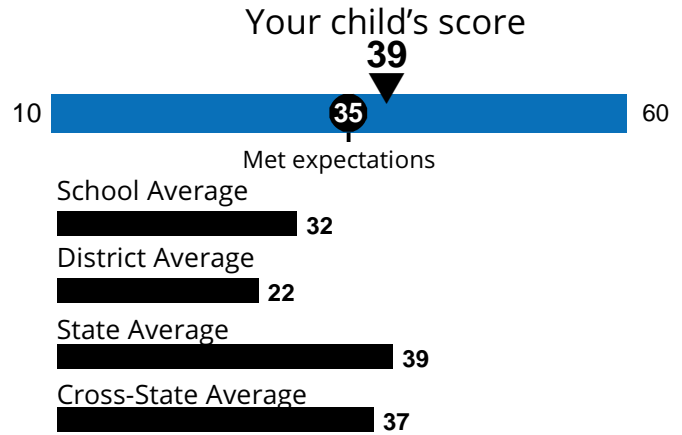 Your child’s score
39
10 35 60
Met expectations
School Average
32
District Average
22
State Average
39
Cross-State Average
37